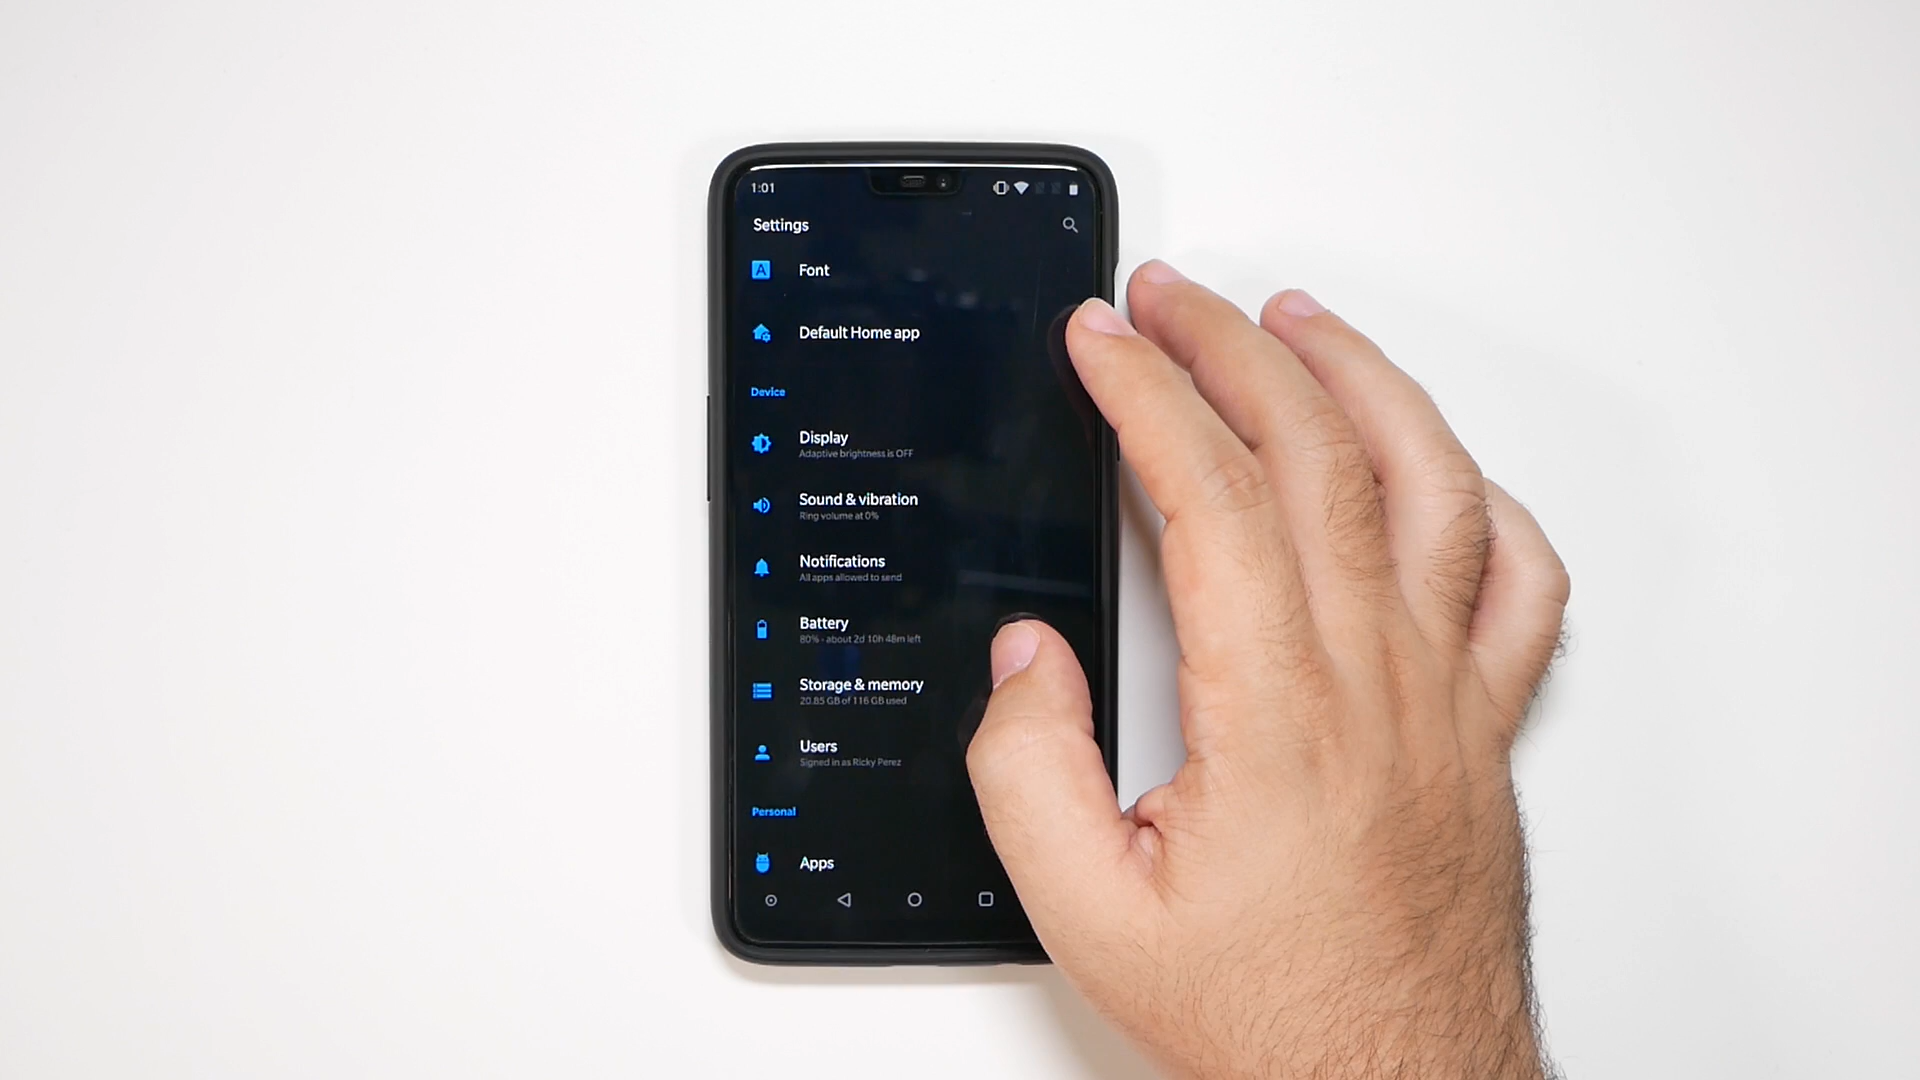 1:01
Settings
A
Font
Default Home app
Device
Display
Adaptive brightness is OFF
Sound & vibration
Ring volume at 0%
Notifications
All apps allowed to send
Battery
80% - about 2d 10h 48m left
Storage & memory
20.85 GB of 116 GB used
Users
Signed in as Ricky Perez
Personal
Apps